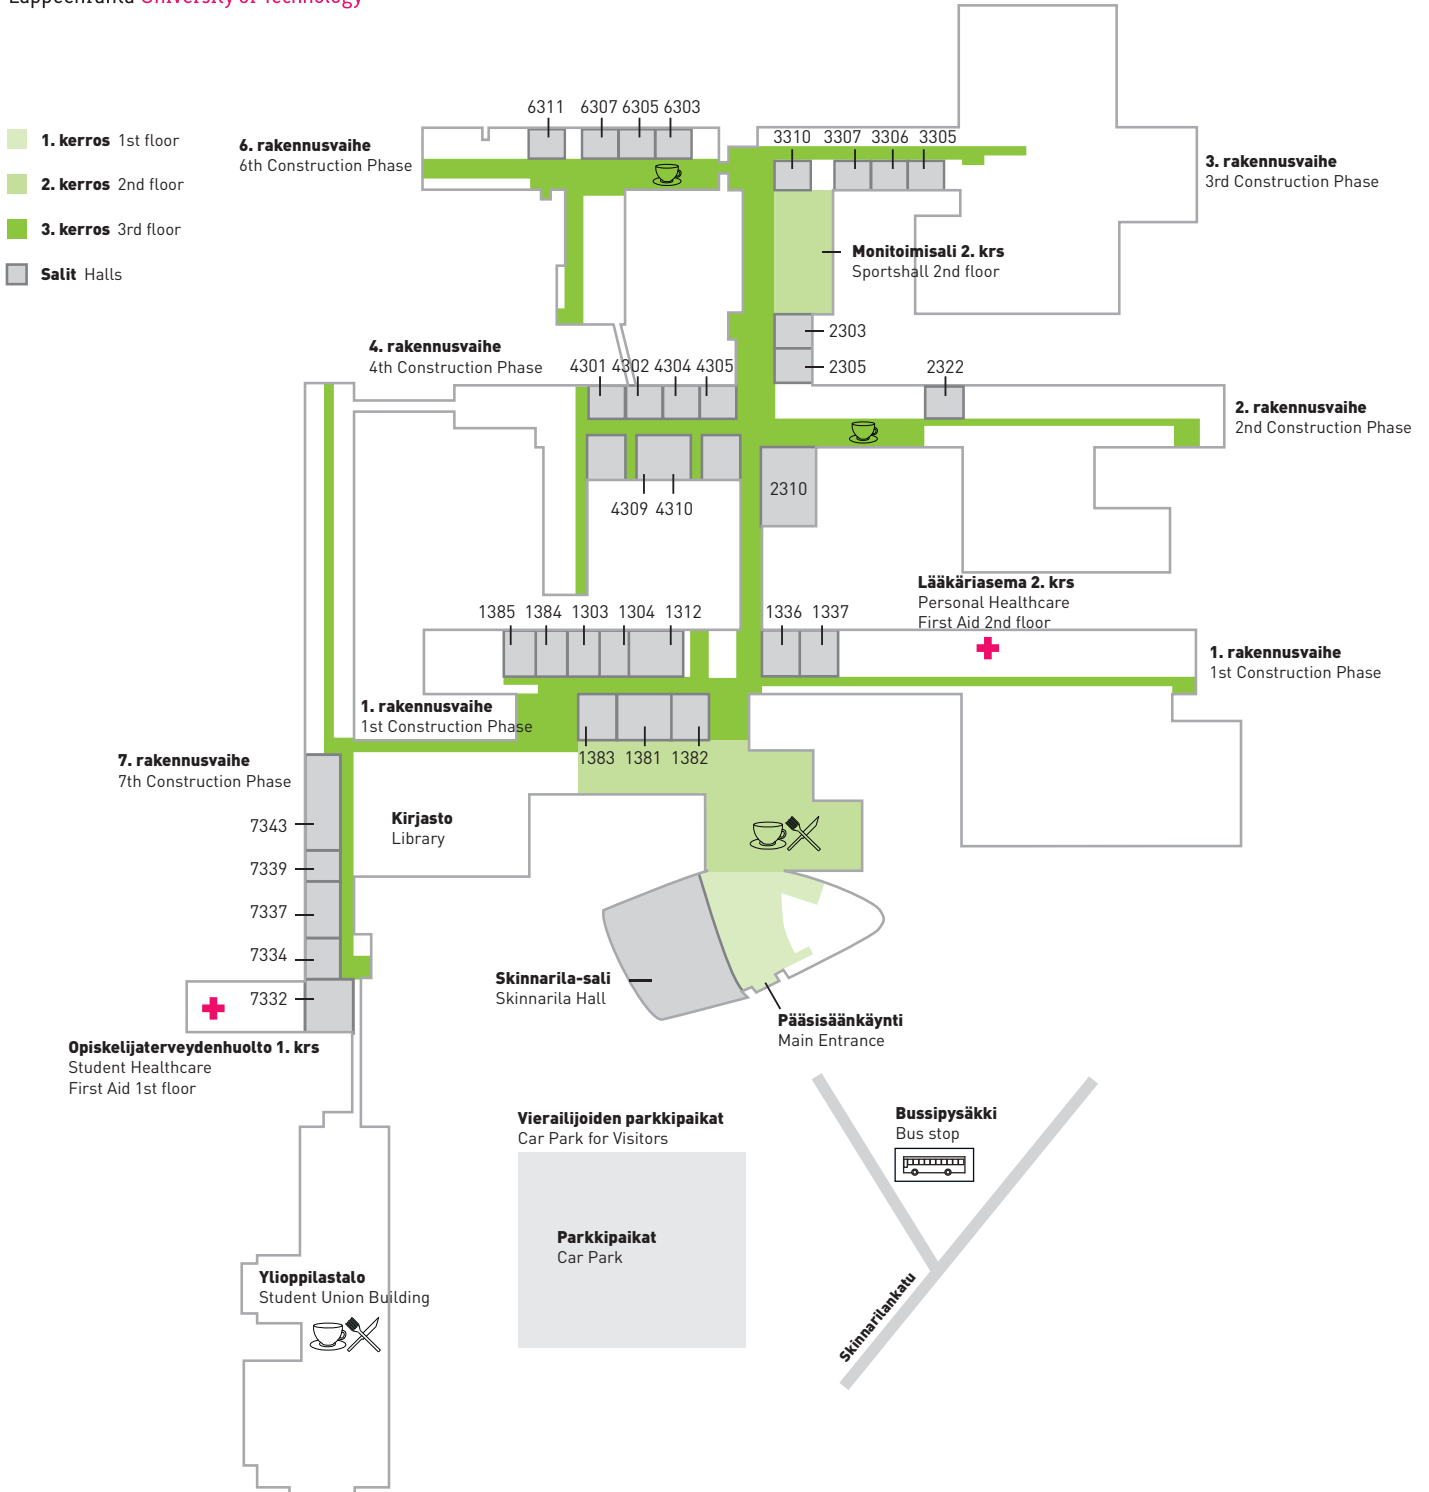 Lappeenranta University of Technology
1. kerros 1st floor
2. kerros 2nd floor
3. kerros 3rd floor
Salit Halls
6. rakennusvaihe
6th Construction Phase
6311 6307 6305 6303
3310 3307 3306 3305
3. rakennusvaihe
3rd Construction Phase
Monitoimisali 2. krs
Sportshall 2nd floor
2303
2305
2322
4. rakennusvaihe
4th Construction Phase
4301 4302 4304 4305
2. rakennusvaihe
2nd Construction Phase
2310
4309 4310
Lääkäriasema 2. krs
Personal Healthcare
First Aid 2nd floor
1385 1384 1303 1304 1312
1336 1337
1. rakennusvaihe
1st Construction Phase
1. rakennusvaihe
1st Construction Phase
1383 1381 1382
7. rakennusvaihe
7th Construction Phase
7343
7339
7337
7334
7332
Kirjasto
Library
Skinnarila-sali
Skinnarila Hall
Pääsisäänkäynti
Main Entrance
Opiskelijaterveydenhuolto 1. krs
Student Healthcare
First Aid 1st floor
Vierailijoiden parkkipaikat
Car Park for Visitors
Parkkipaikat
Car Park
Bussipysäkki
Bus stop
Skinnarilankatu
Ylioppilastalo
Student Union Building